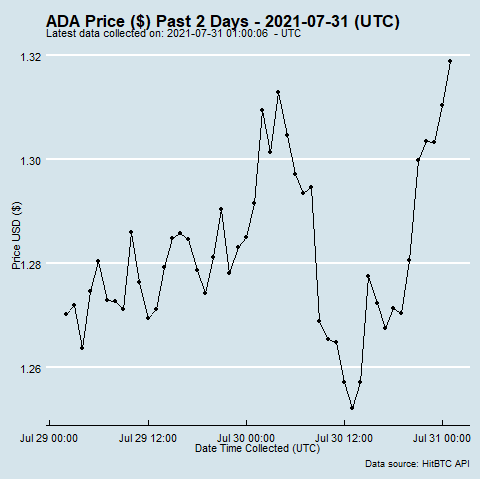 ADA Price ($) Past 2 Days - 2021-07-31 (UTC)
Latest data collected on: 2021-07-31 01:00:06  - UTC
1.32
1.30
1.28
1.26
Price USD ($)
Jul 29 00:00 Jul 29 12:00 Jul 30 00:00 Jul 30 12:00 Jul 31 00:00
Date Time Collected (UTC)
Data source: HitBTC API